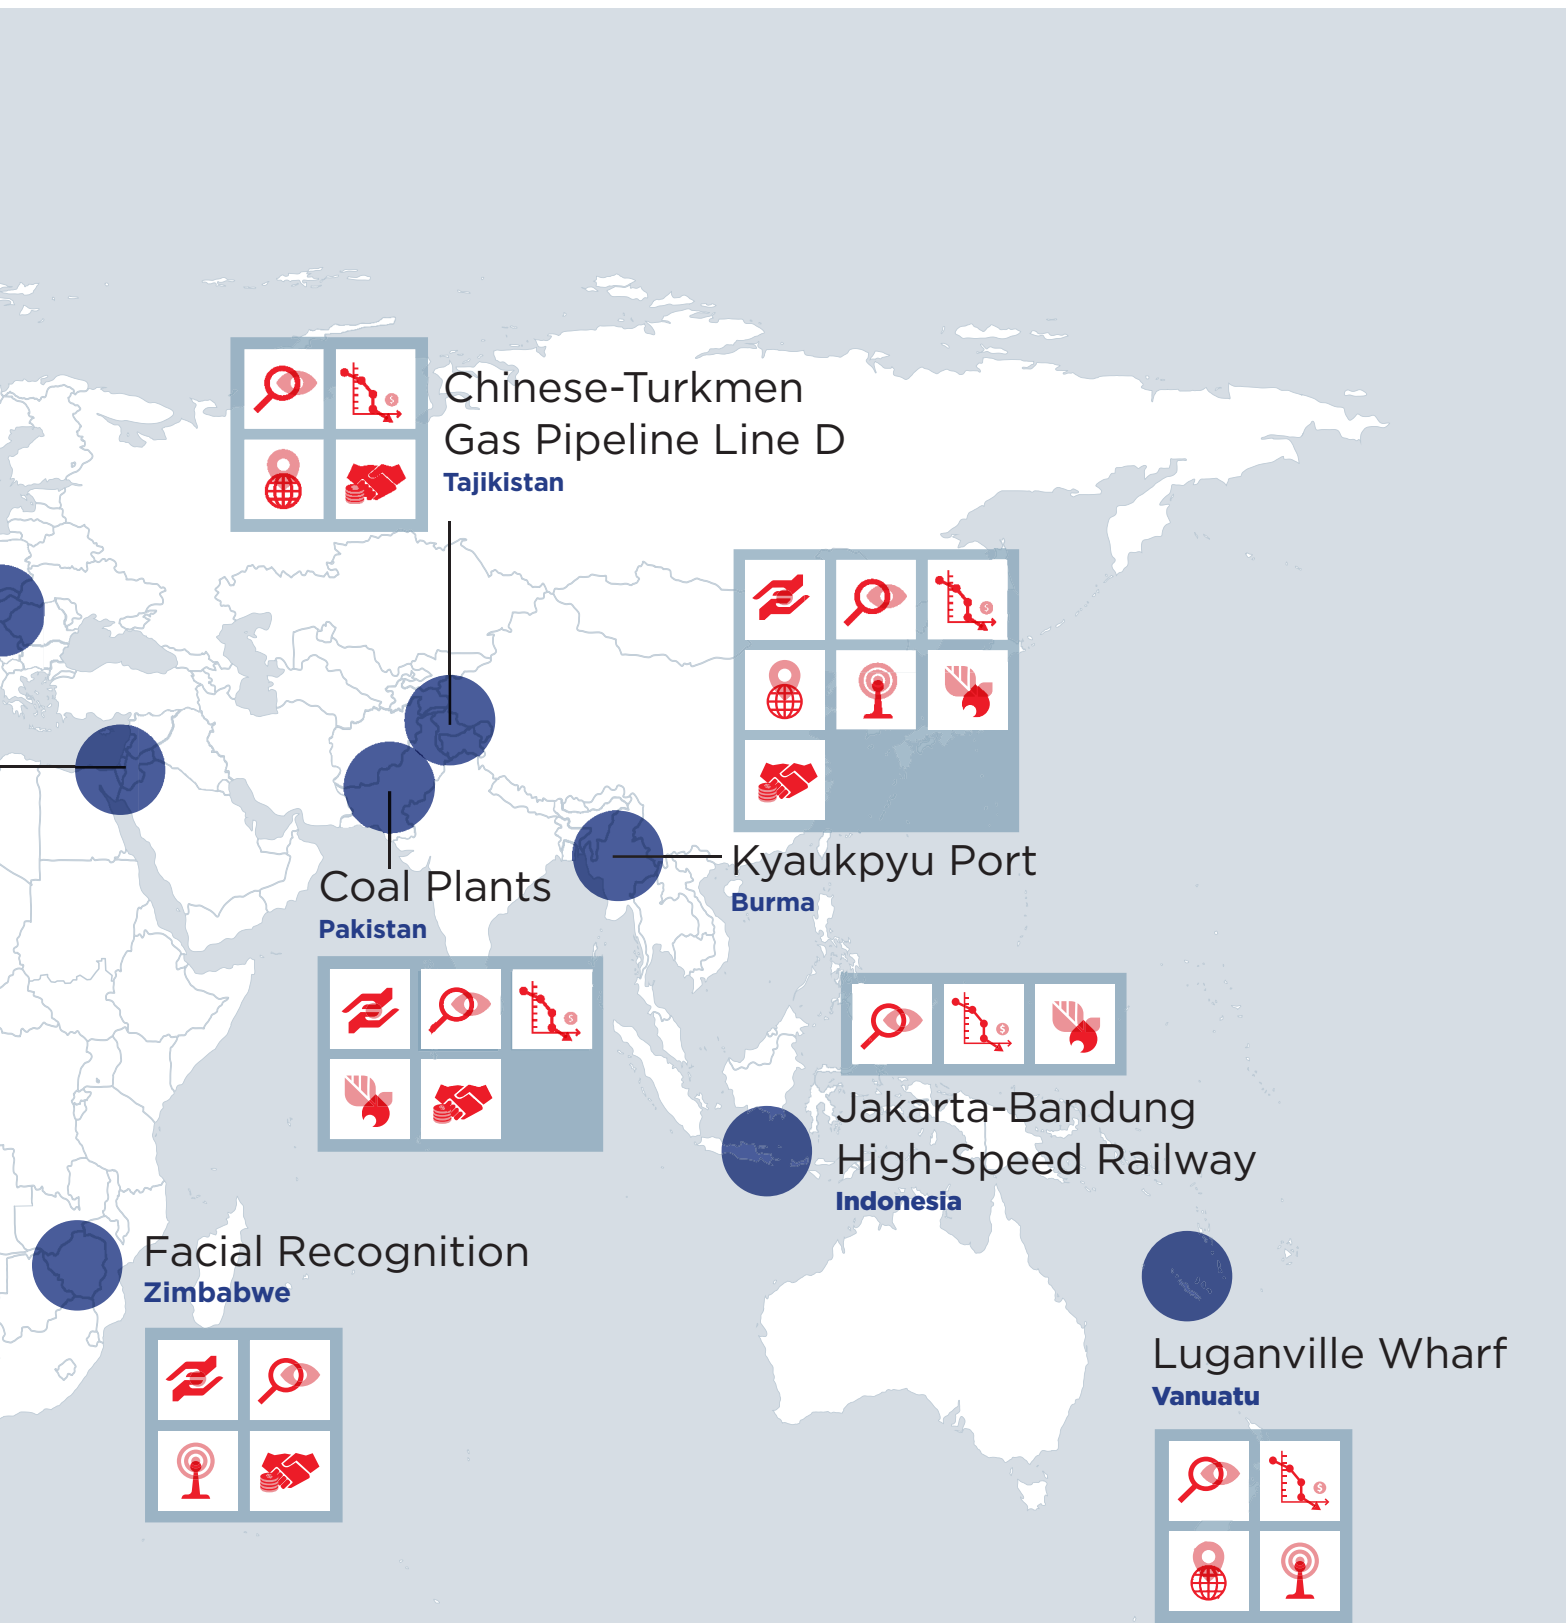 Chinese-Turkmen
Gas Pipeline Line D
Tajikistan
Kyaukpyu Port
Burma
Coal Plants
Pakistan
Jakarta-Bandung
High-Speed Railway
Indonesia
Facial Recognition
Zimbabwe
Luganville Wharf
Vanuatu